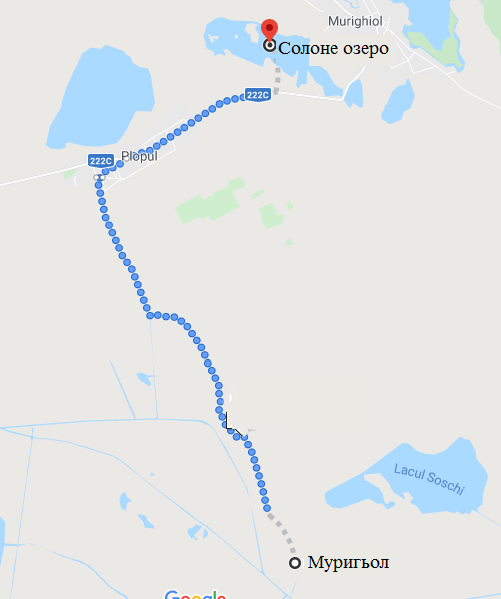 Murighiol
Солоне озеро
222C
222C
Plopul
Lacul Soschi
Муригьол
Google